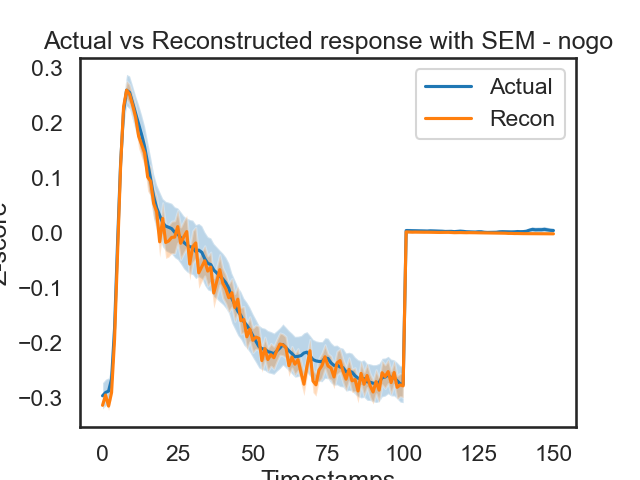 Actual vs Reconstructed response with SEM - nogo
0.3
0.2
0.1
0.0
−0.1
−0.2
−0.3
Z-score
Actual
Recon
0 25 50 75 100 125 150
Timestamps